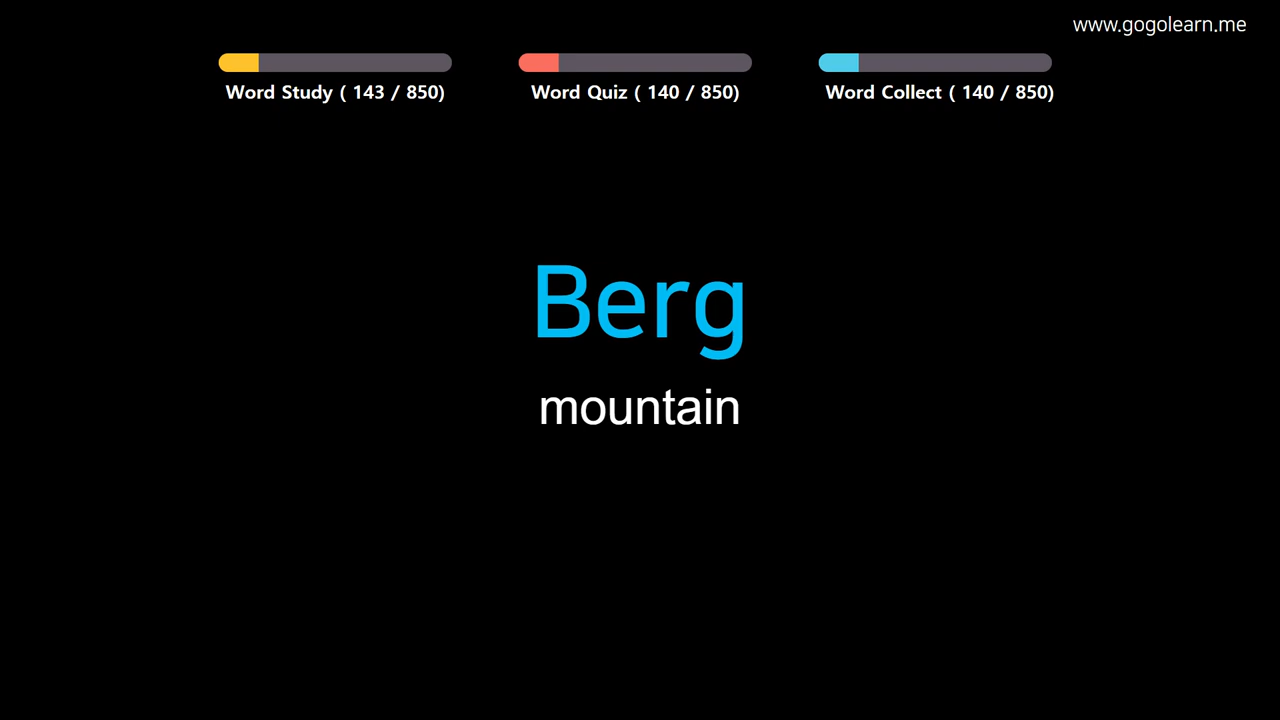 www.gogolearn.me
Word Study ( 143 / 850)
Word Quiz ( 140 / 850)
Word Collect ( 140 / 850)
Berg
mountain